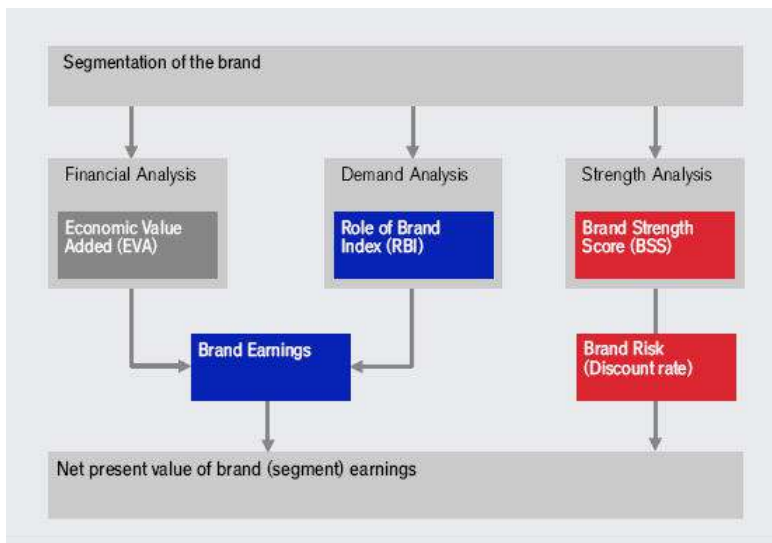 Segmentation of the brand
Financial Analysis
Economic Value
Added (EVA)
Demand Analysis
Role of Brand
Index (RBI)
Strength Analysis
Brand Strength
Score (BSS)
Brand Earnings
Brand Risk
(Discount rate)
Net present value of brand (segment) earnings